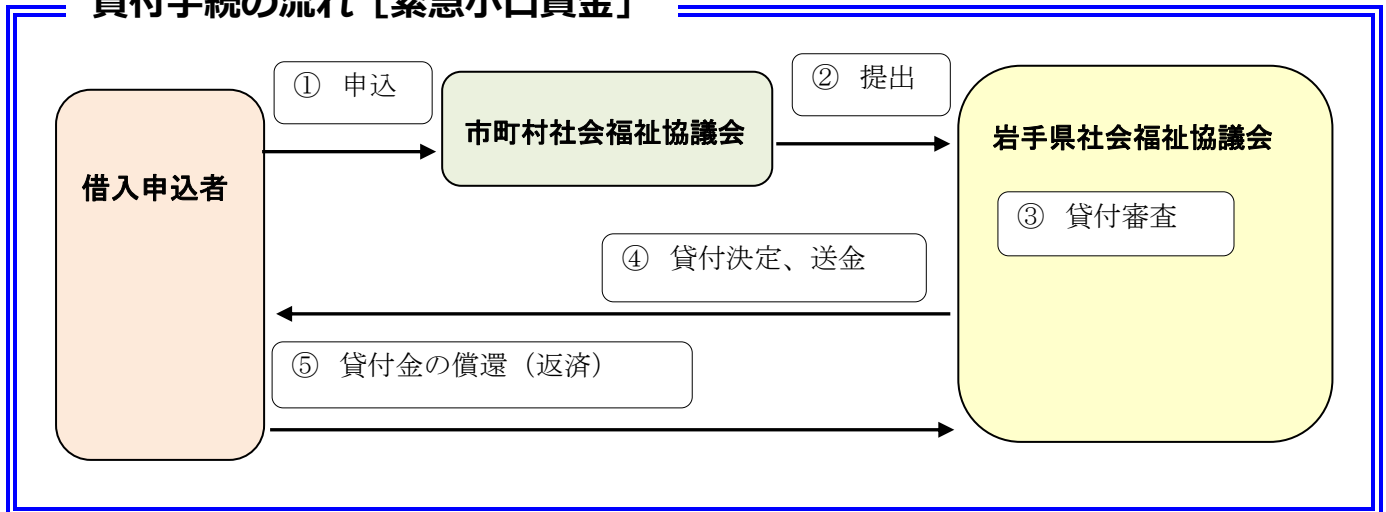 貸付手続の流れ［緊急小口資金］
① 申込
② 提出
市町村社会福祉協議会
岩手県社会福祉協議会
借入申込者
③ 貸付審査
④ 貸付決定、送金
⑤ 貸付金の償還（返済）